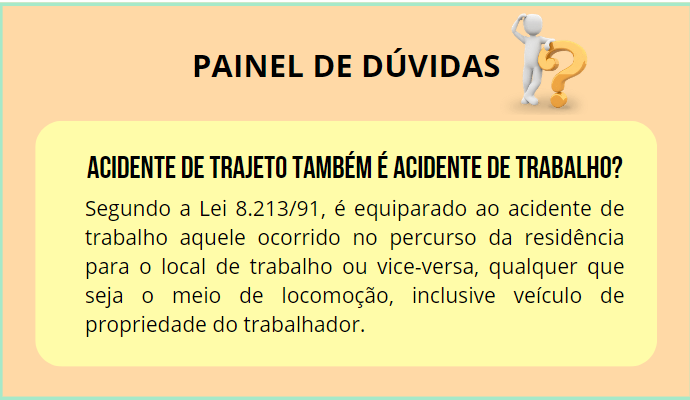 PAINEL DE DÚVIDAS
ACIDENTE DE TRAJETO TAMBÉM É ACIDENTE DE TRABALHO?
Segundo a Lei 8.213/91, é equiparado ao acidente de
trabalho aquele ocorrido no percurso da residência
para o local de trabalho ou vice-versa, qualquer que
seja o meio de locomoção, inclusive veículo de
propriedade do trabalhador.